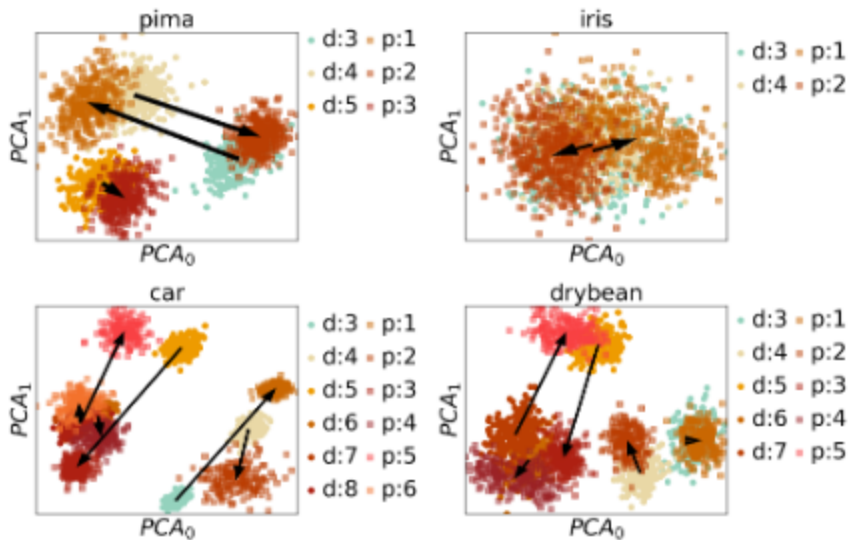 pima
d:3 p:1
d:4 p:2
d:5 p:3
PCA₁
PCA₀
iris
d:3 p:1
d:4 p:2
PCA₁
PCA₀
car
d:3 p:1
d:4 p:2
d:5 p:3
d:6 p:4
d:7 p:5
d:8 p:6
PCA₁
PCA₀
drybean
d:3 p:1
d:4 p:2
d:5 p:3
d:6 p:4
d:7 p:5
PCA₁
PCA₀